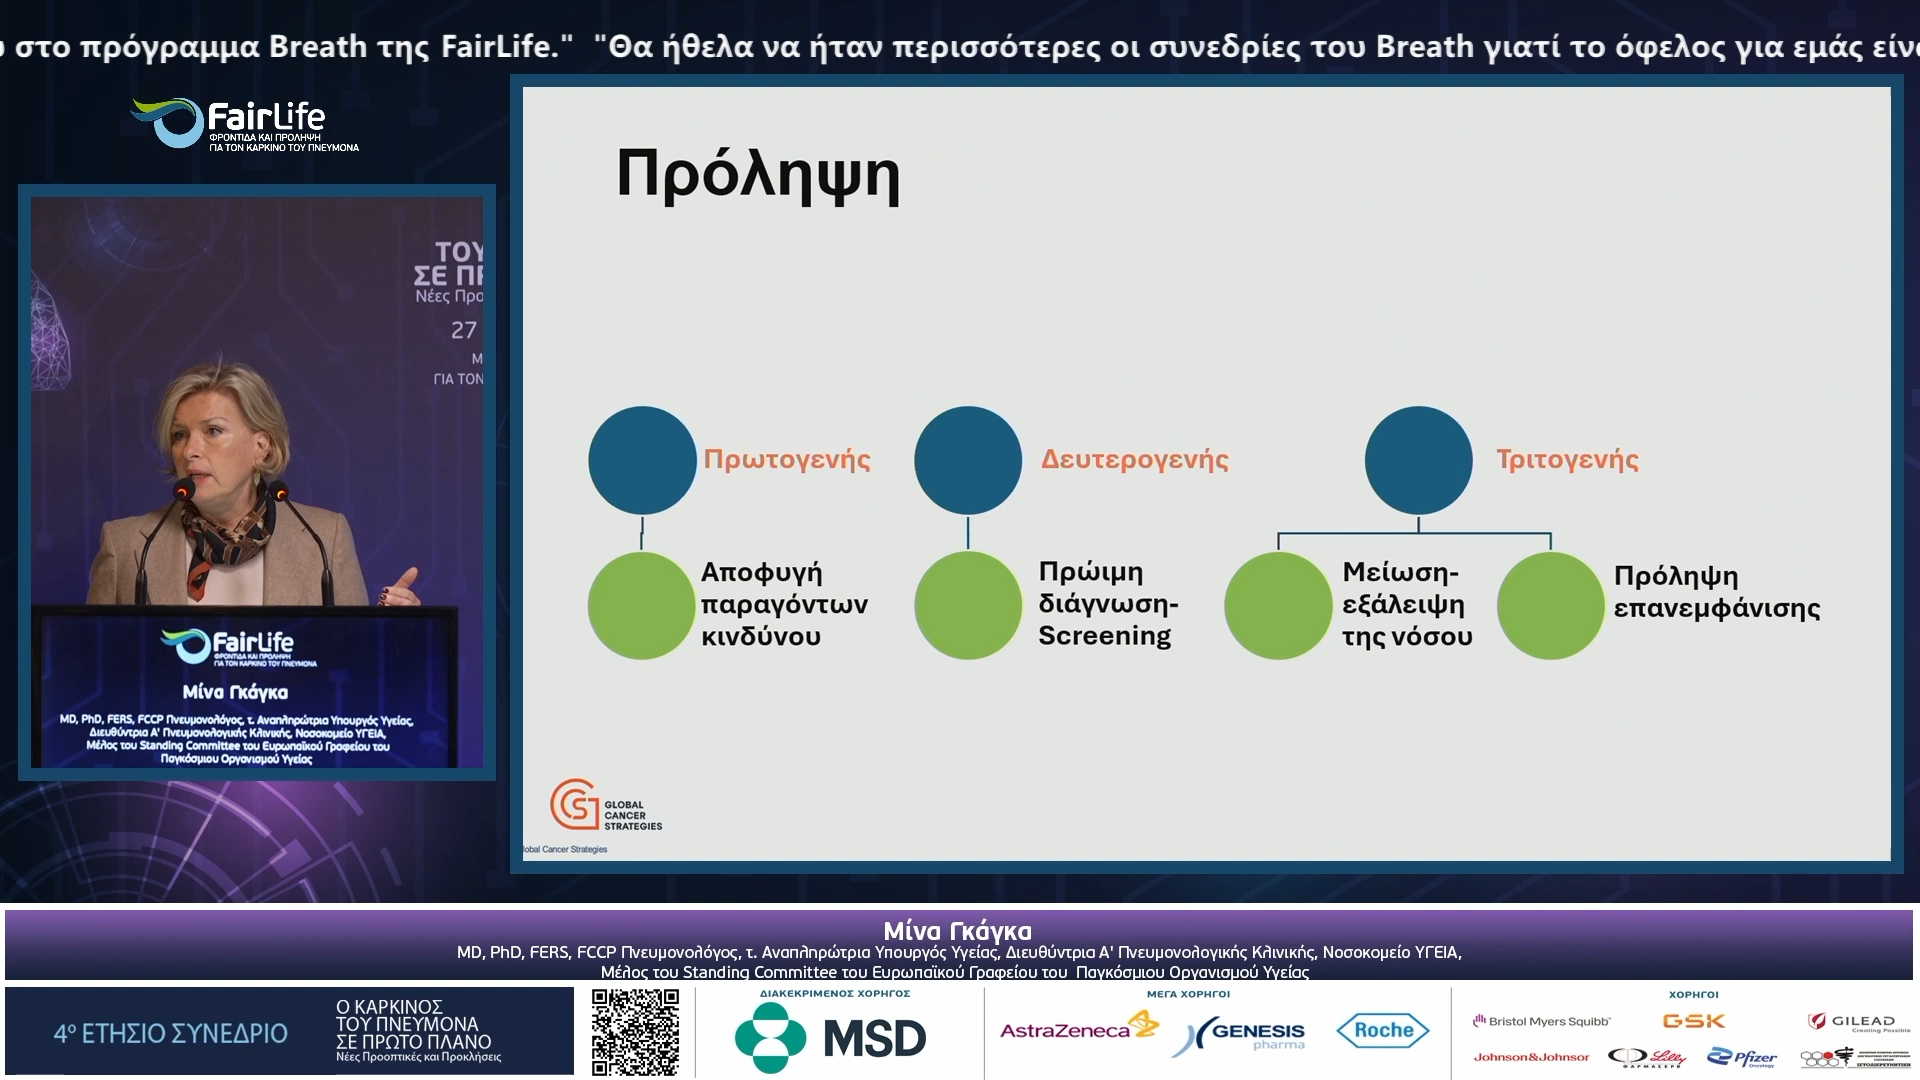 στο πρόγραμμα Breath της FairLife." "Θα ήθελα να ήταν περισσότερες οι συνεδρίες του Breath γιατί το όφελος για εμάς
FairLife
ΦΡΟΝΤΙΔΑ ΚΑΙ ΠΡΟΛΗΨΗ
ΓΙΑ ΤΟΝ ΚΑΡΚΙΝΟ ΤΟΥ ΠΝΕΥΜΟΝΑ
ΣΕ
Νέες
27
ΓΙΑ ΤΟΝ
FairLife
ΦΡΟΝΤΙΔΑ ΚΑΙ ΠΡΟΛΗΨΗ
ΓΙΑ ΤΟΝ ΚΑΡΚΙΝΟ ΤΟΥ ΠΝΕΥΜΟΝΑ
Μίνα Γκάγκα
MD, PhD, FERS, FCCP Πνευμονολόγος, τ. Αναπληρώτρια Υπουργός Υγείας,
Διευθύντρια Α' Πνευμονολογικής Κλινικής, Νοσοκομείο ΥΓΕΙΑ,
Μέλος του Standing Committee του Ευρωπαϊκού Γραφείου του
Παγκόσμιου Οργανισμού Υγείας
Πρόληψη
Πρωτογενής
Δευτερογενής
Τριτογενής
Αποφυγή
παραγόντων
κινδύνου
Πρώιμη
διάγνωση-
Screening
Μείωση-
εξάλειψη
της νόσου
Πρόληψη
επανεμφάνισης
GLOBAL
CANCER
STRATEGIES
lobal Cancer Strategies
Μίνα Γκάγκα
MD, PhD, FERS, FCCP Πνευμονολόγος, τ. Αναπληρώτρια Υπουργός Υγείας, Διευθύντρια Α' Πνευμονολογικής Κλινικής, Νοσοκομείο ΥΓΕΙΑ,
Μέλος του Standing Committee του Ευρωπαϊκού Γραφείου του Παγκόσμιου Οργανισμού Υγείας
4º ΕΤΗΣΙΟ ΣΥΝΕΔΡΙΟ
Ο ΚΑΡΚΙΝΟΣ
ΤΟΥ ΠΝΕΥΜΟΝΑ
ΣΕ ΠΡΩΤΟ ΠΛΑΝΟ
Νέες Προοπτικές και Προκλήσεις
ΔΙΑΚΕΚΡΙΜΕΝΟΣ ΧΟΡΗΓΟΣ
MSD
ΜΕΓΑ ΧΟΡΗΓΟΙ
AstraZeneca
GENESIS
pharma
Roche
ΧΟΡΗΓΟΙ
Bristol Myers Squibb
GSK
GILEAD
Creating Possible
Johnson&Johnson
Lilly
ΦΑΡΜΑΣΕΡΒ
Pfizer
Oncology